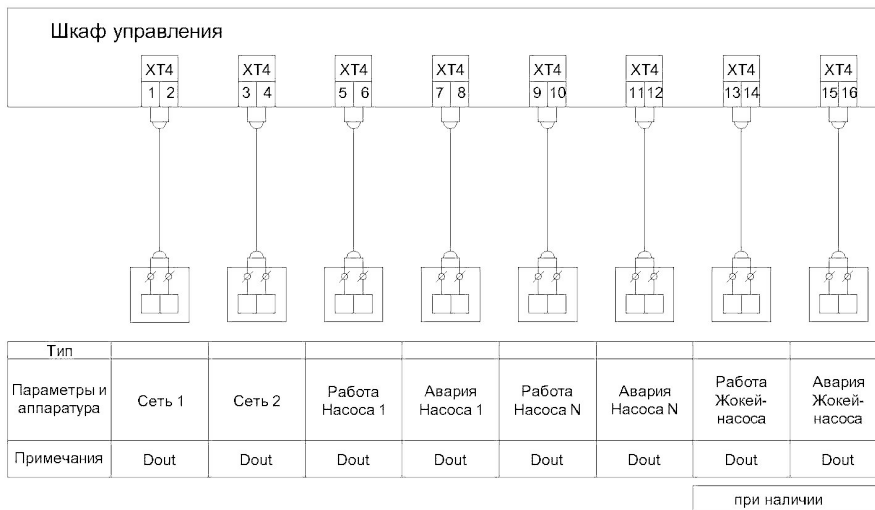 Шкаф управления
XT4 XT4 XT4 XT4 XT4 XT4 XT4 XT4
1 2 3 4 5 6 7 8 9 10 11 12 13 14 15 16
Тип
Параметры и
аппаратура
Сеть 1
Сеть 2
Работа
Насоса 1
Авария
Насоса 1
Работа
Насоса N
Авария
Насоса N
Работа
Жокей-
насоса
Авария
Жокей-
насоса
Примечания Dout Dout Dout Dout Dout Dout Dout Dout
при наличии